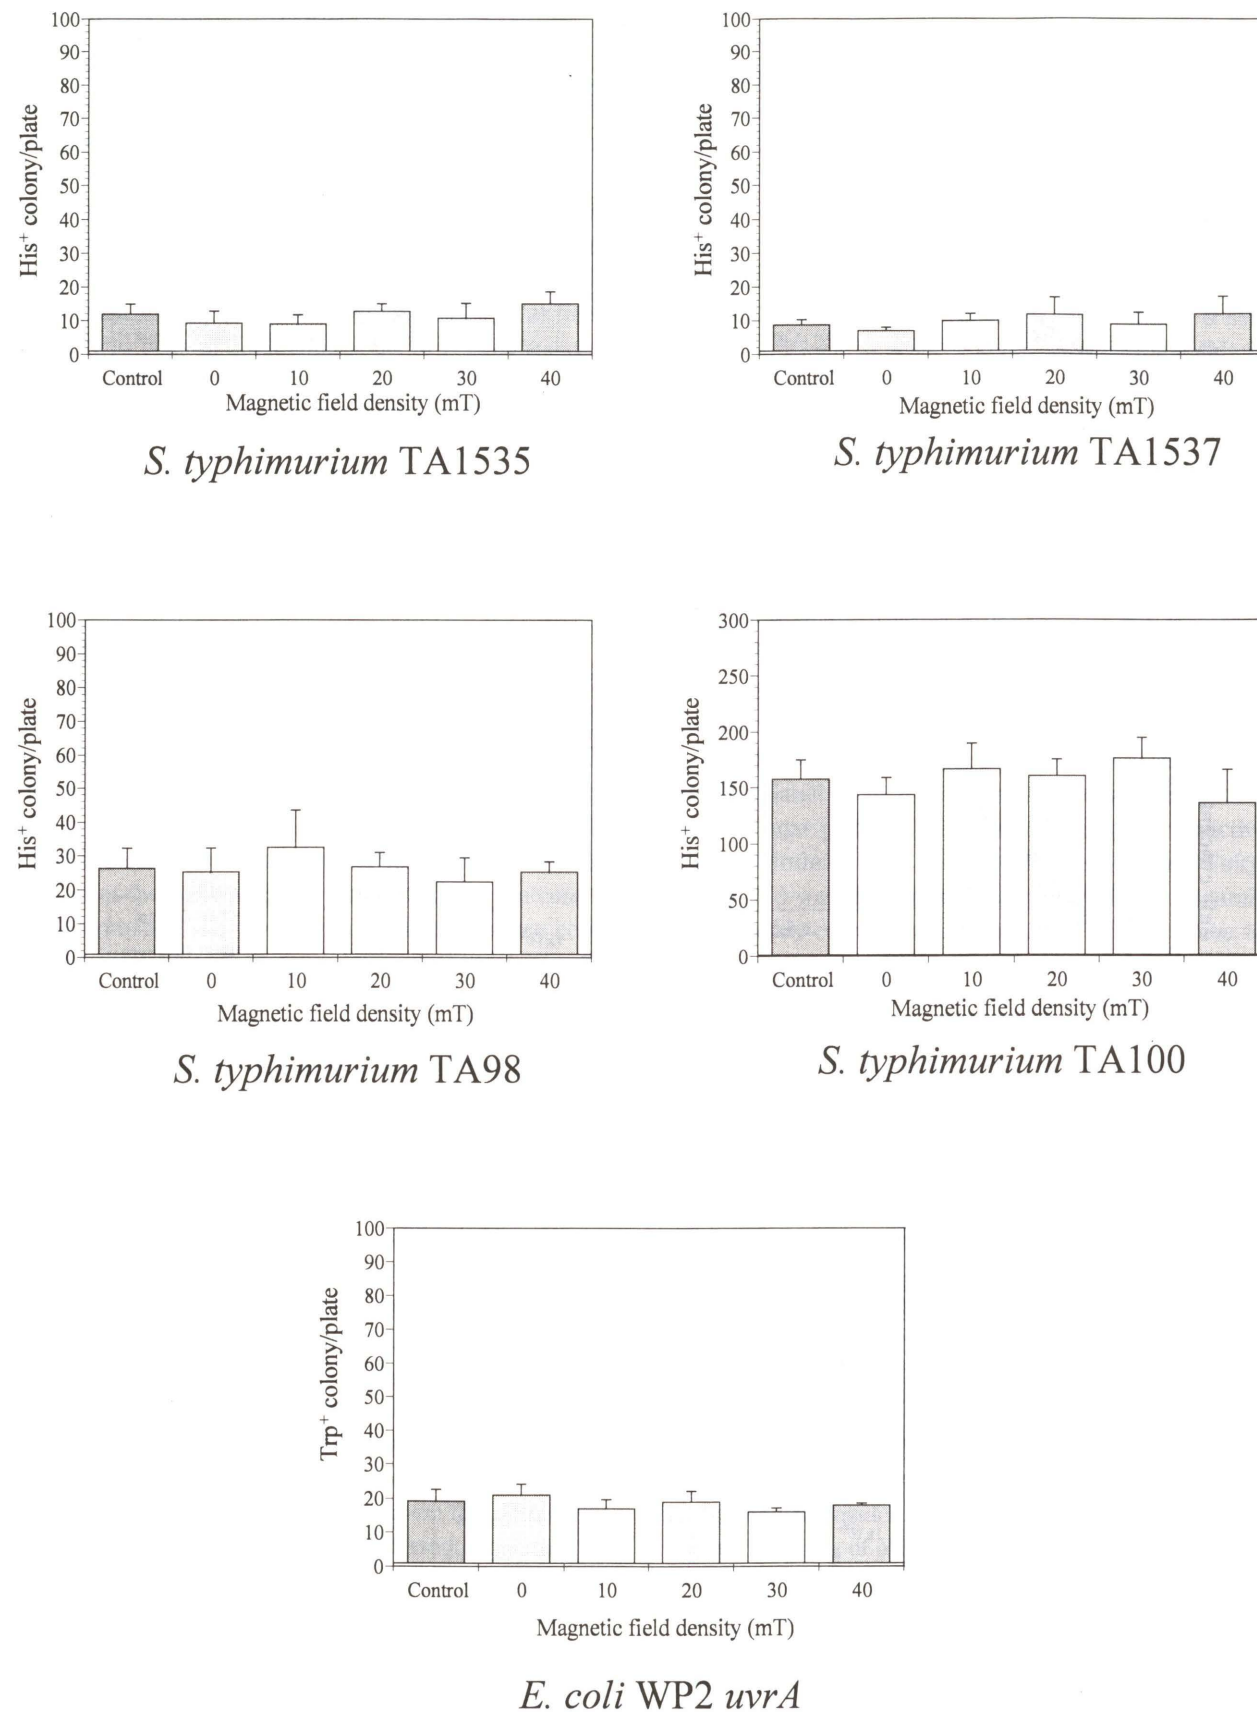 100
90
80
70
60
50
40
30
20
10
0
His⁺ colony/plate
Control 0 10 20 30 40
Magnetic field density (mT)
S. typhimurium TA1535
100
90
80
70
60
50
40
30
20
10
0
His⁺ colony/plate
Control 0 10 20 30 40
Magnetic field density (mT)
S. typhimurium TA1537
100
90
80
70
60
50
40
30
20
10
0
His⁺ colony/plate
Control 0 10 20 30 40
Magnetic field density (mT)
S. typhimurium TA98
300
250
200
150
100
50
0
His⁺ colony/plate
Control 0 10 20 30 40
Magnetic field density (mT)
S. typhimurium TA100
100
90
80
70
60
50
40
30
20
10
0
Trp⁺ colony/plate
Control 0 10 20 30 40
Magnetic field density (mT)
E. coli WP2 uvrA